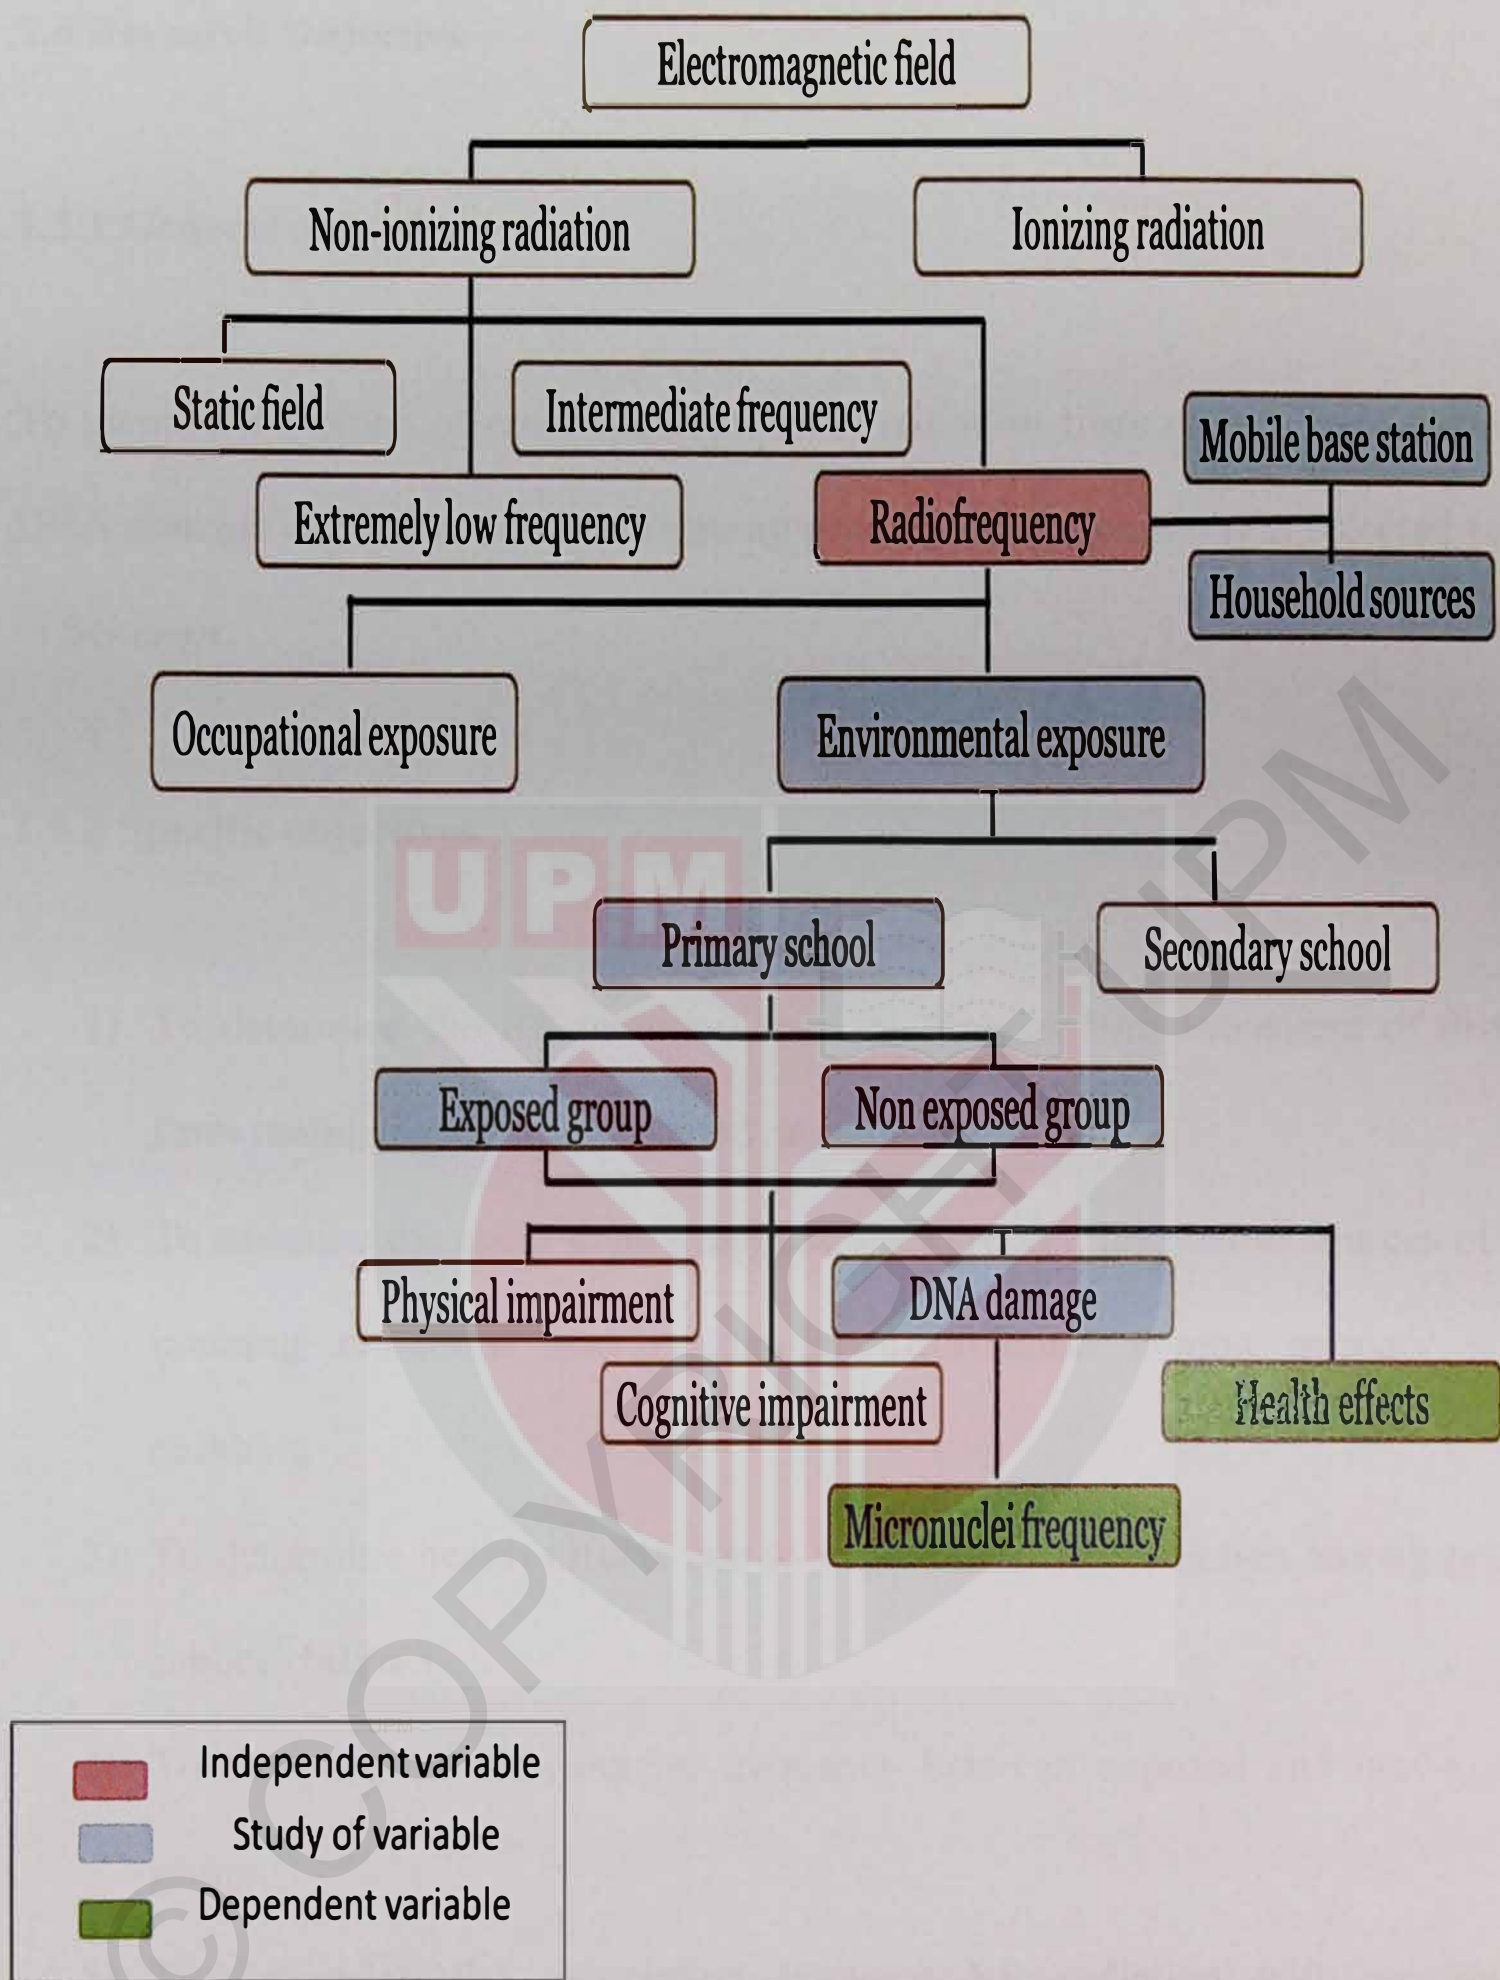 Electromagnetic field
Non-ionizing radiation
Ionizing radiation
Static field
Intermediate frequency
Mobile base station
Extremely low frequency
Radiofrequency
Household sources
Occupational exposure
Environmental exposure
UPM
Primary school
Secondary school
Exposed group
Non exposed group
Physical impairment
DNA damage
Cognitive impairment
Health effects
Micronuclei frequency
Independent variable
Study of variable
Dependent variable
© COPYRIGHT UPM